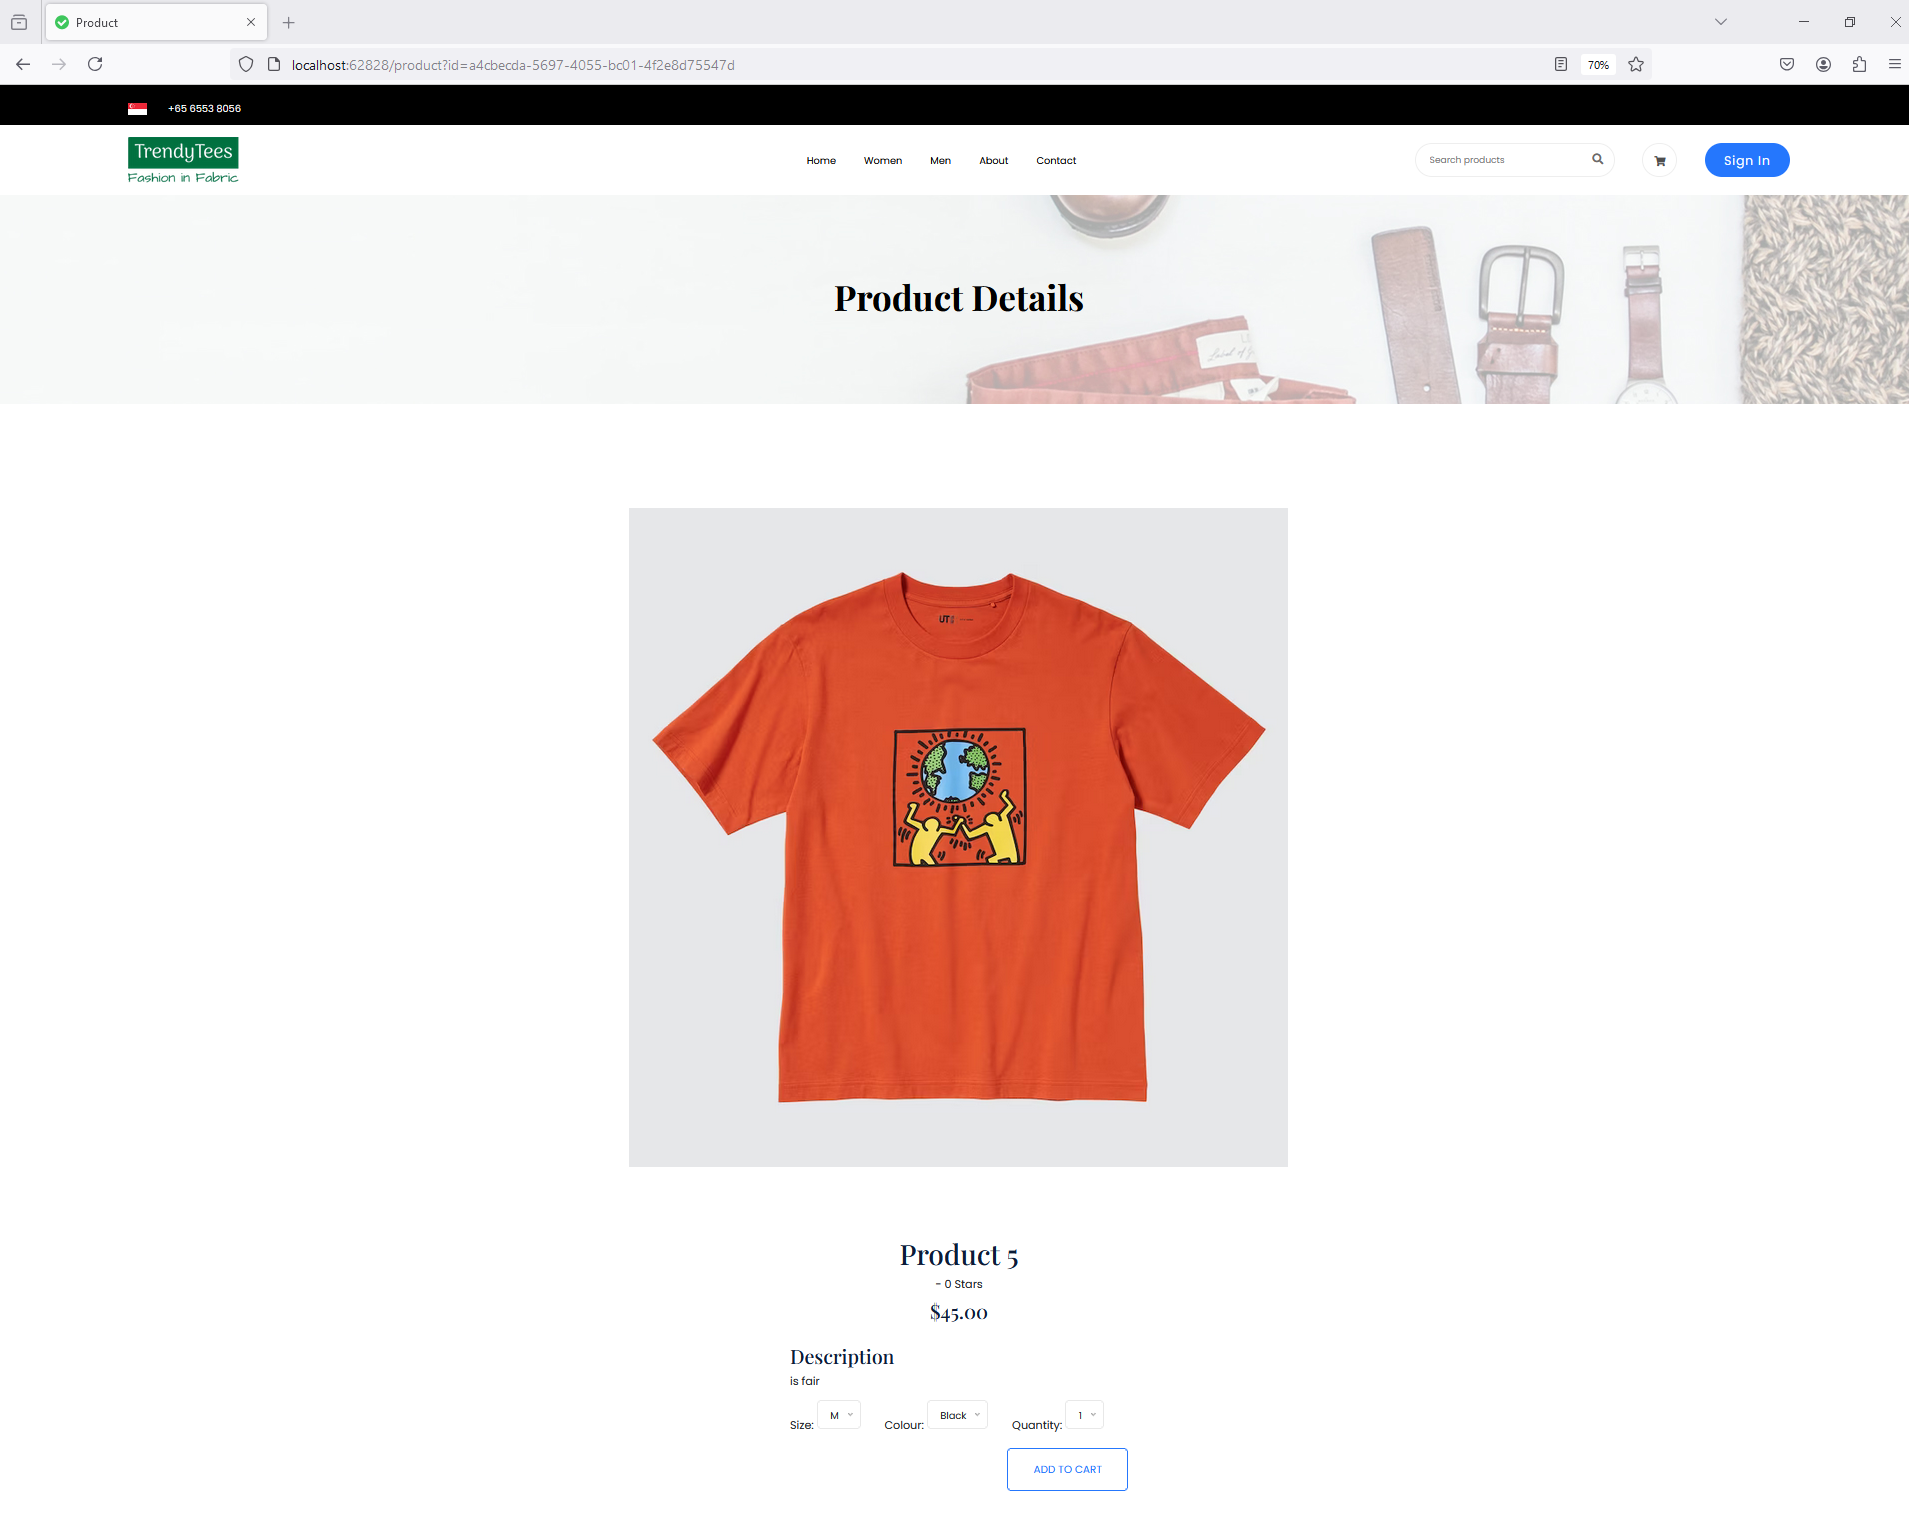 Product
localhost:62828/product?id=a4cbecda-5697-4055-bc01-4f2e8d75547d
70%
+65 6553 8056
TrendyTees
Fashion in Fabric
Home Women Men About Contact
Search products
Sign In
Product Details
Label of
UT
Product 5
- 0 Stars
$45.00
Description
is fair
Size: M Colour: Black Quantity: 1
ADD TO CART